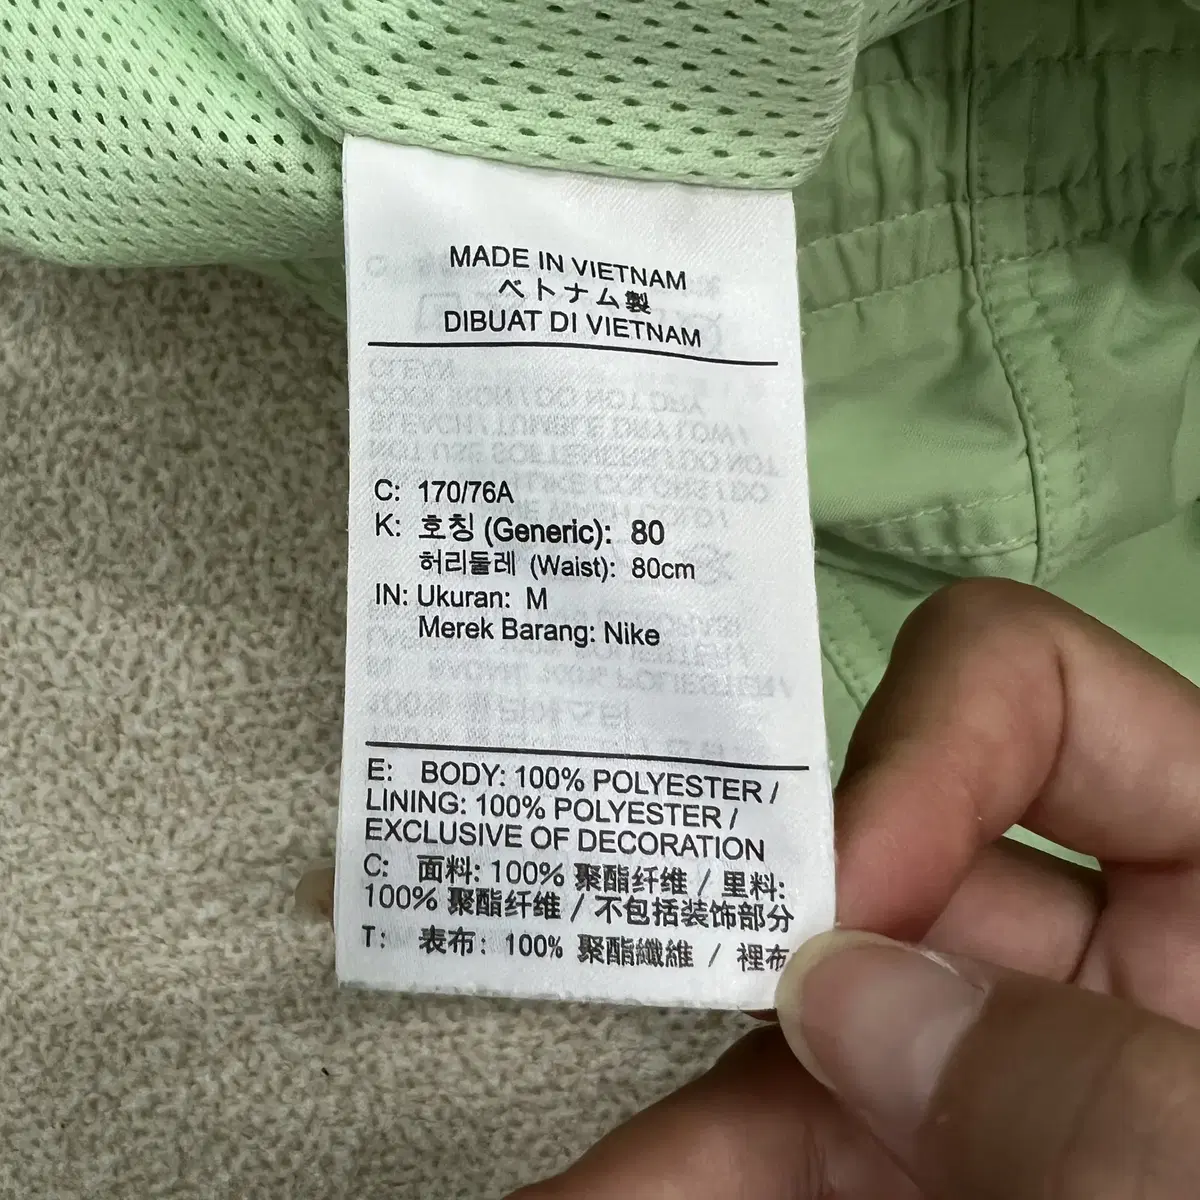 MADE IN VIETNAM
ベトナム製
DIBUAT DI VIETNAM
C: 170/76A
K: 호칭 (Generic): 80
허리둘레 (Waist): 80cm
IN: Ukuran: M
Merek Barang: Nike
E: BODY: 100% POLYESTER /
LINING: 100% POLYESTER /
EXCLUSIVE OF DECORATION
C: 面料: 100% 聚酯纤维 / 里料:
100% 聚酯纤维 / 不包括装饰部分
T: 表布: 100% 聚酯纖維 / 裡布